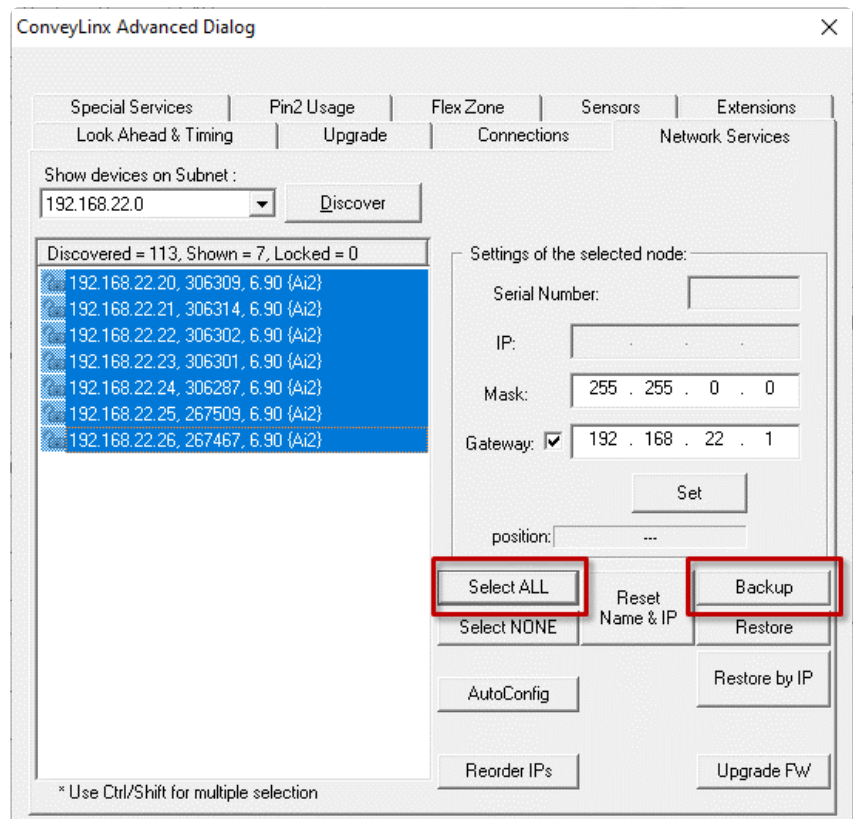 ConveyLinx Advanced Dialog
Special Services
Pin2 Usage
Flex Zone
Sensors
Extensions
Look Ahead & Timing
Upgrade
Connections
Network Services
Show devices on Subnet :
192.168.22.0
Discover
Discovered = 113, Shown = 7, Locked = 0
192.168.22.20, 306309, 6.90 {Ai2}
192.168.22.21, 306314, 6.90 {Ai2}
192.168.22.22, 306302, 6.90 {Ai2}
192.168.22.23, 306301, 6.90 {Ai2}
192.168.22.24, 306287, 6.90 {Ai2}
192.168.22.25, 267509, 6.90 {Ai2}
192.168.22.26, 267467, 6.90 {Ai2}
* Use Ctrl/Shift for multiple selection
Settings of the selected node:
Serial Number:
IP: . . .
Mask: 255 . 255 . 0 . 0
Gateway: 192 . 168 . 22 . 1
Set
position: ---
Select ALL
Reset
Name & IP
Backup
Select NONE
Restore
AutoConfig
Restore by IP
Reorder IPs
Upgrade FW